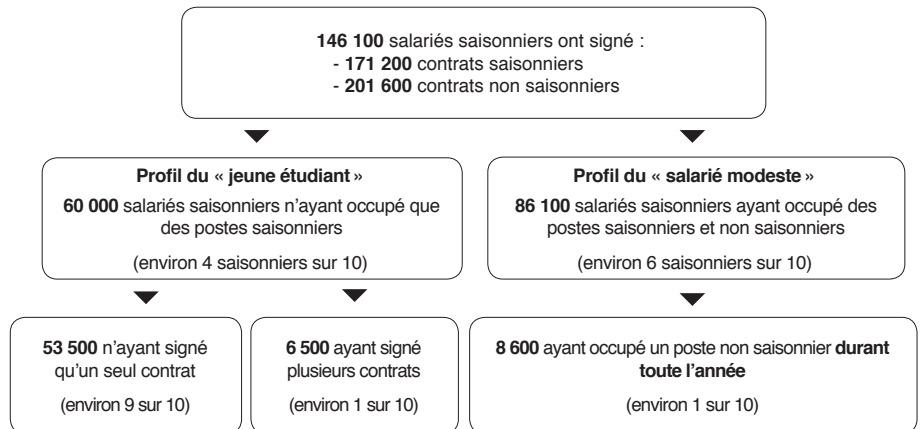 146 100 salariés saisonniers ont signé :
- 171 200 contrats saisonniers
- 201 600 contrats non saisonniers
Profil du « jeune étudiant »
60 000 salariés saisonniers n'ayant occupé que
des postes saisonniers
(environ 4 saisonniers sur 10)
Profil du « salarié modeste »
86 100 salariés saisonniers ayant occupé des
postes saisonniers et non saisonniers
(environ 6 saisonniers sur 10)
53 500 n'ayant signé
qu'un seul contrat
(environ 9 sur 10)
6 500 ayant signé
plusieurs contrats
(environ 1 sur 10)
8 600 ayant occupé un poste non saisonnier durant
toute l'année
(environ 1 sur 10)